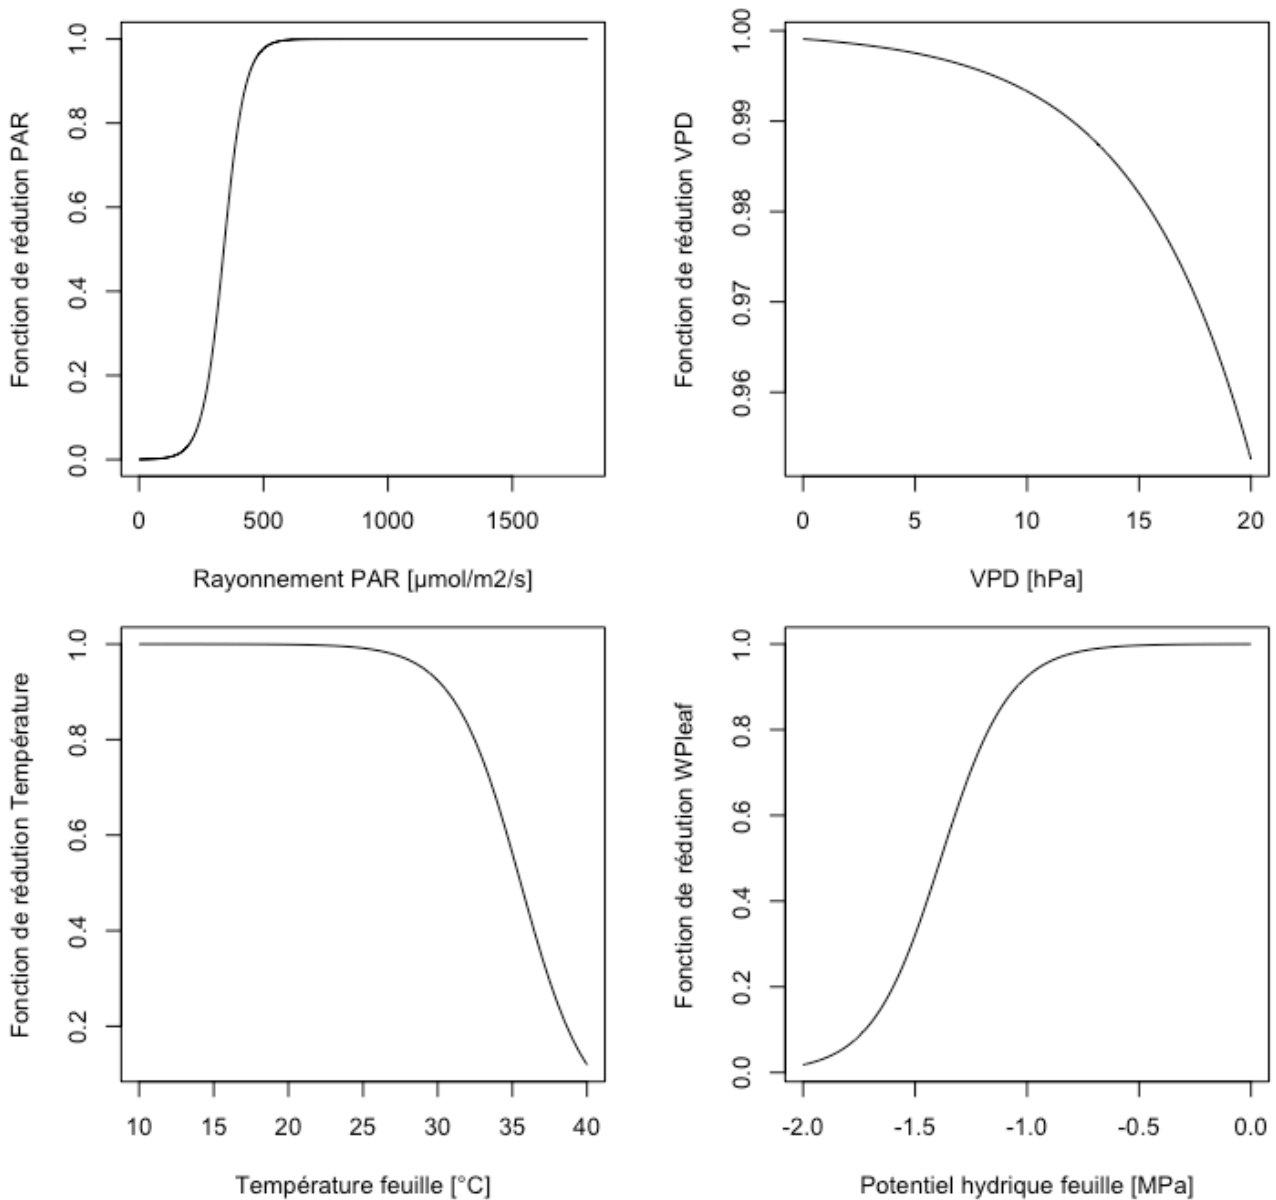 Fonction de rédution PAR
1.0
0.8
0.6
0.4
0.2
0.0
0 500 1000 1500
Rayonnement PAR [µmol/m2/s]
Fonction de rédution VPD
1.00
0.99
0.98
0.97
0.96
0 5 10 15 20
VPD [hPa]
Fonction de rédution Température
1.0
0.8
0.6
0.4
0.2
10 15 20 25 30 35 40
Température feuille [°C]
Fonction de rédution WPleaf
1.0
0.8
0.6
0.4
0.2
0.0
-2.0 -1.5 -1.0 -0.5 0.0
Potentiel hydrique feuille [MPa]